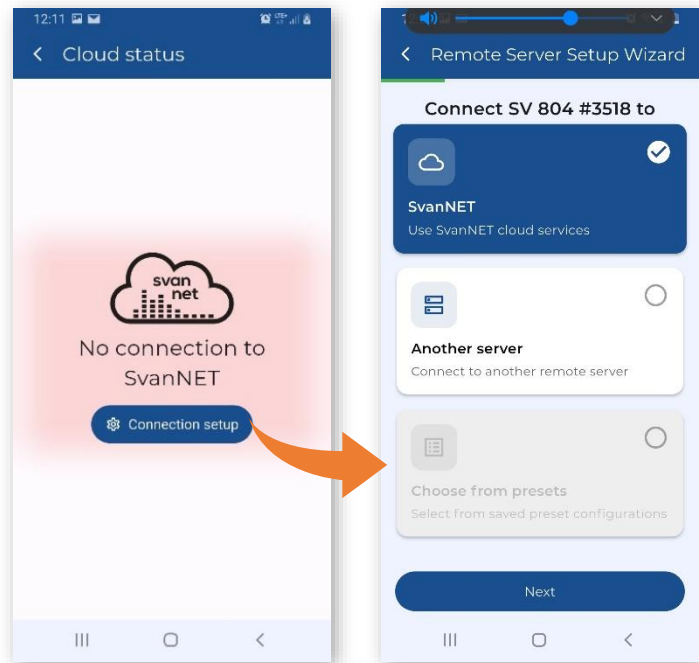 12:11
Cloud status
svan
net
No connection to
SvanNET
Connection setup
Remote Server Setup Wizard
Connect SV 804 #3518 to
SvanNET
Use SvanNET cloud services
Another server
Connect to another remote server
Choose from presets
Select from saved preset configurations
Next